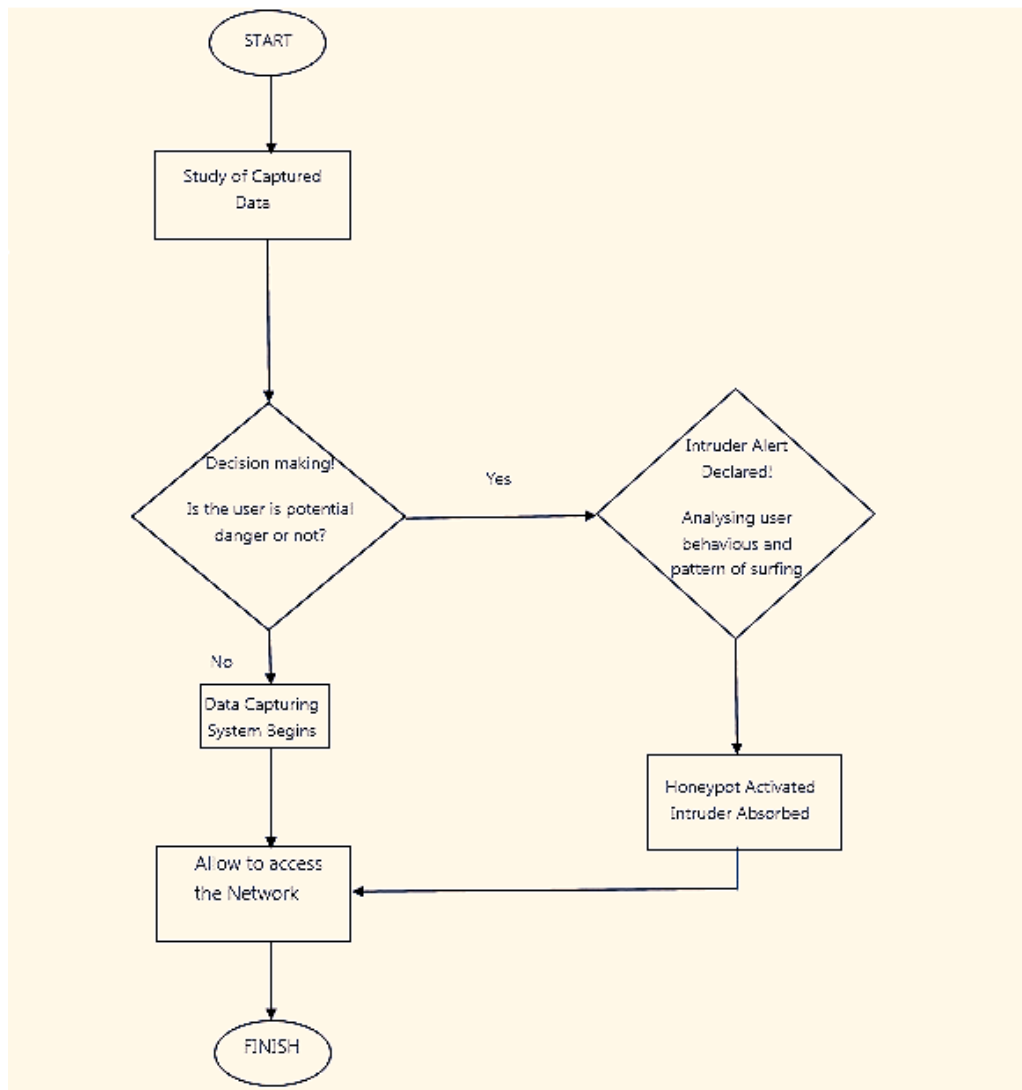 START
Study of Captured
Data
Decision making!
Is the user is potential
danger or not?
Yes
Intruder Alert
Declared!
Analysing user
behavious and
pattern of surfing
No
Data Capturing
System Begins
Honeypot Activated
Intruder Absorbed
Allow to access
the Network
FINISH